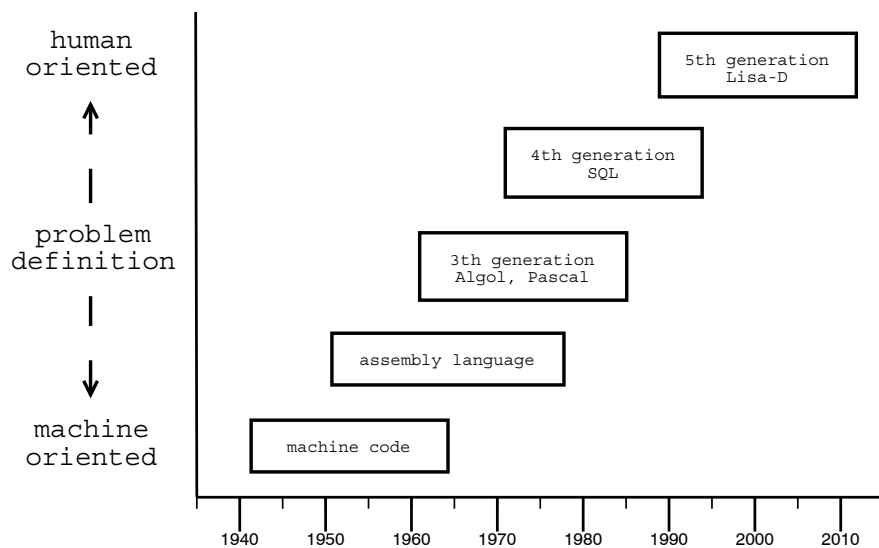 human
oriented
5th generation
Lisa-D
4th generation
SQL
problem
definition
3th generation
Algol, Pascal
assembly language
machine
oriented
machine code
1940 1950 1960 1970 1980 1990 2000 2010